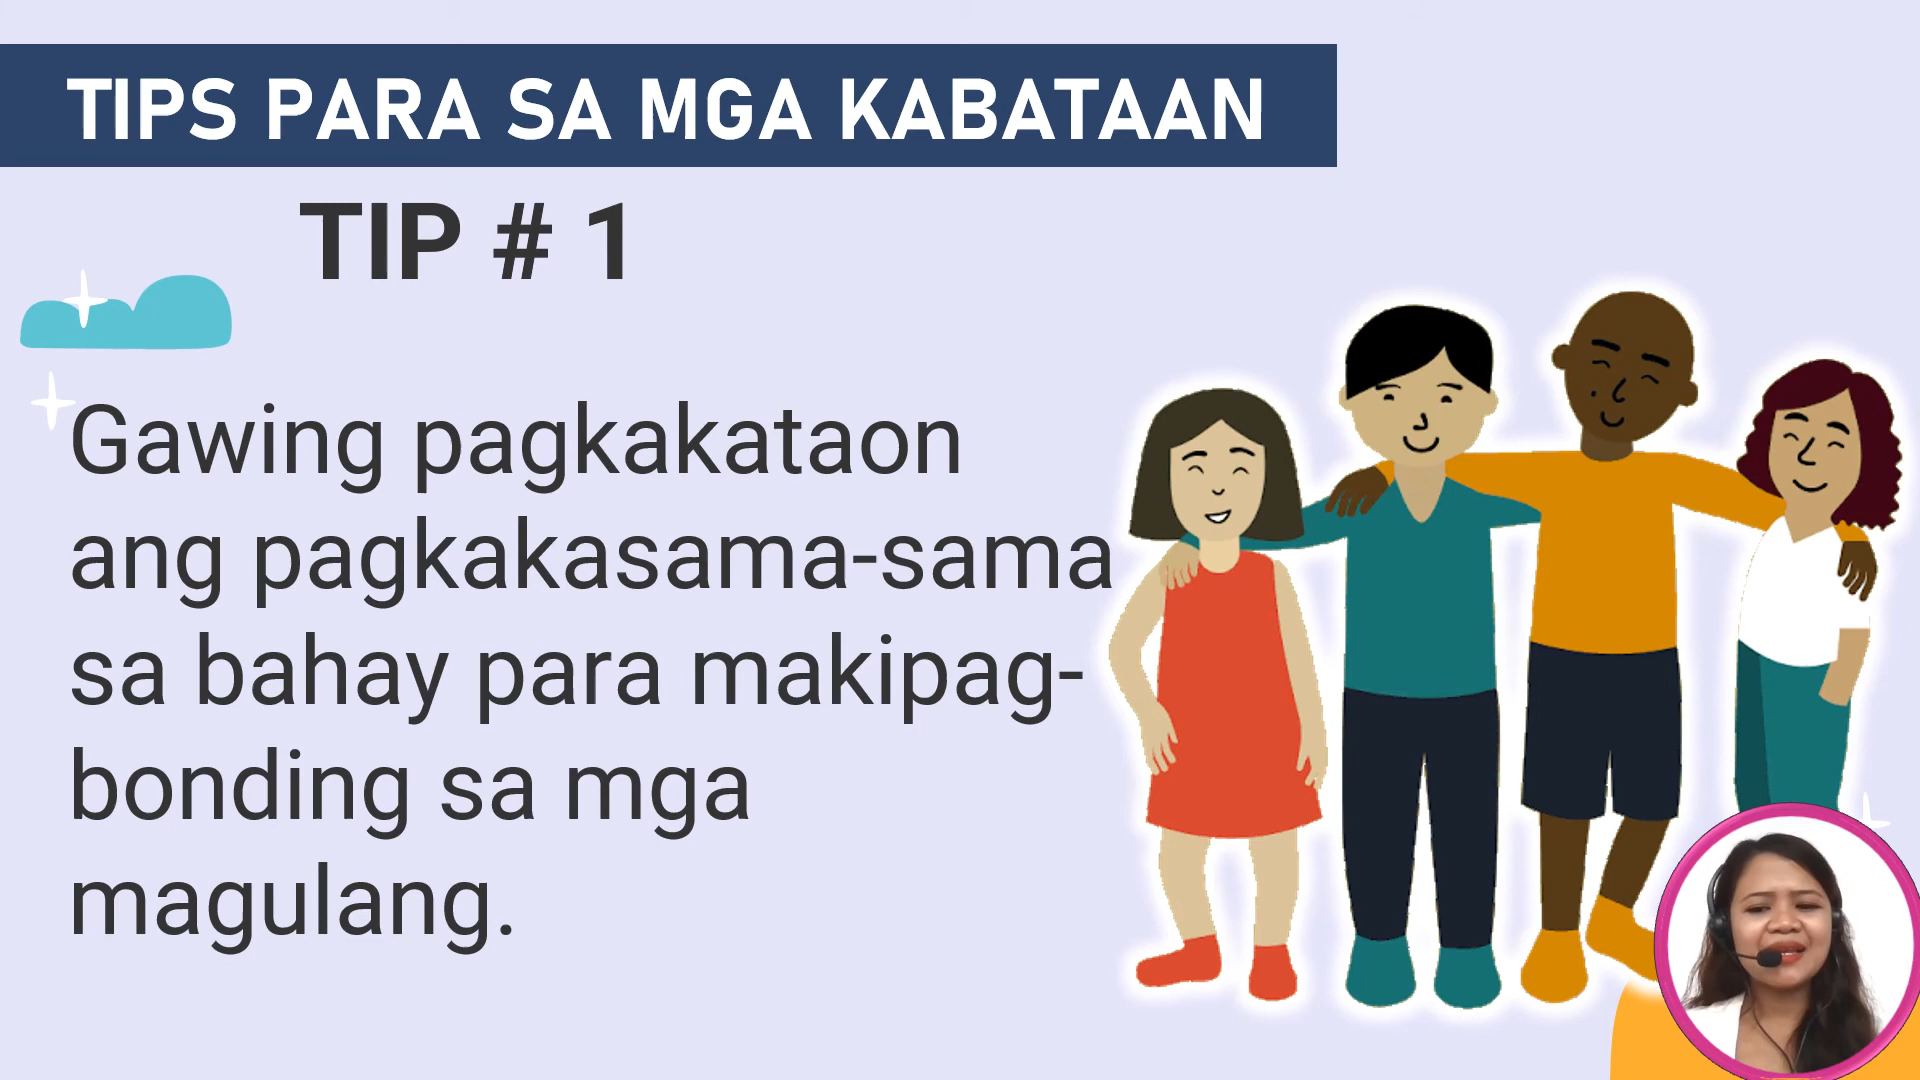 TIPS PARA SA MGA KABATAAN
TIP # 1
Gawing pagkakataon
ang pagkakasama-sama
sa bahay para makipag-
bonding sa mga
magulang.